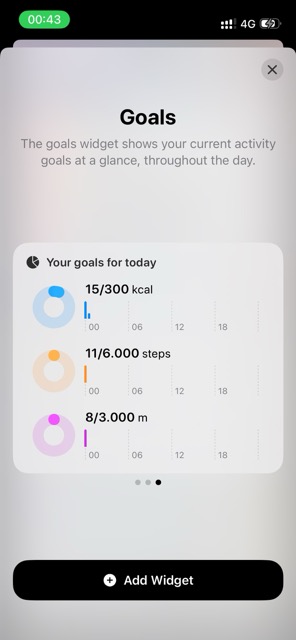 00:43
4G
Goals
The goals widget shows your current activity
goals at a glance, throughout the day.
Your goals for today
15/300 kcal
00 06 12 18
11/6.000 steps
00 06 12 18
8/3.000 m
00 06 12 18
Add Widget